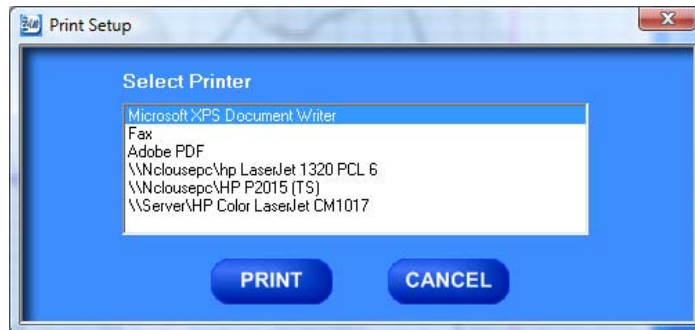 Print Setup
Select Printer
Microsoft XPS Document Writer
Fax
Adobe PDF
\\Nclousepc\hp LaserJet 1320 PCL 6
\\Nclousepc\HP P2015 (TS)
\\Server\HP Color LaserJet CM1017
PRINT CANCEL